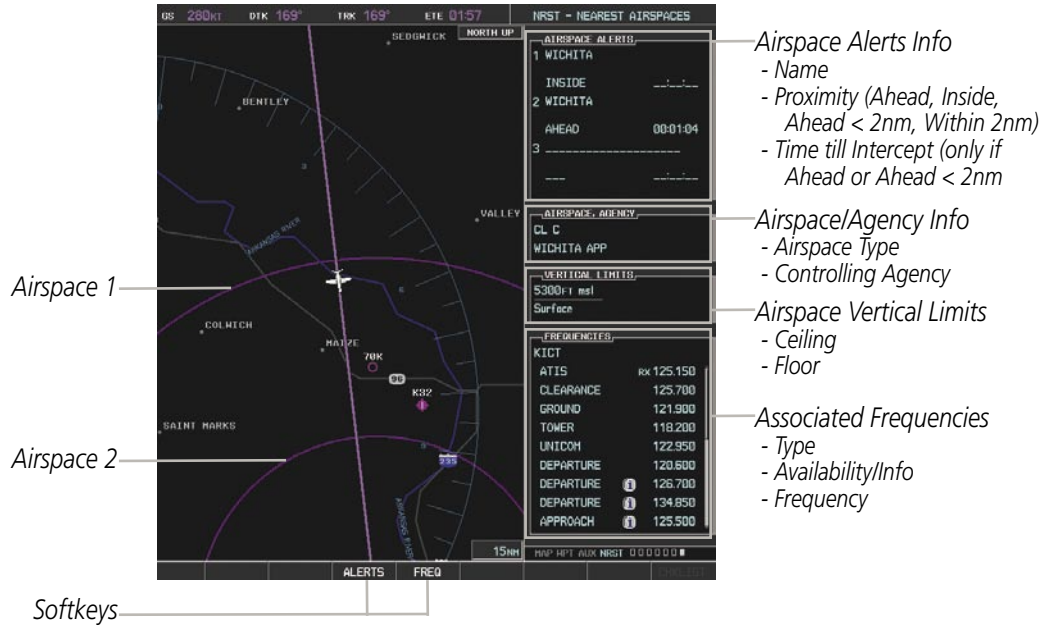 GS 280KT DTK 169° TRK 169° ETE 01:57 NRST - NEAREST AIRSPACES
SEDGWICK
NORTH UP
BENTLEY
VALLEY
ARKANSAS RIVER
COLWICH
MAIZE
70K
96
K32
SAINT MARKS
235
ARKANSAS RIVER
15NM
AIRSPACE ALERTS
1 WICHITA
INSIDE __:__:__
2 WICHITA
AHEAD 00:01:04
3 ____________________
___ __:__:__
AIRSPACE, AGENCY
CL C
WICHITA APP
VERTICAL LIMITS
5300FT msl
Surface
FREQUENCIES
KICT
ATIS RX 125.150
CLEARANCE 125.700
GROUND 121.900
TOWER 118.200
UNICOM 122.950
DEPARTURE 120.600
DEPARTURE i 126.700
DEPARTURE i 134.850
APPROACH i 125.500
MAP WPT AUX NRST
ALERTS FREQ
Airspace 1
Airspace 2
Softkeys
Airspace Alerts Info
- Name
- Proximity (Ahead, Inside,
Ahead < 2nm, Within 2nm)
- Time till Intercept (only if
Ahead or Ahead < 2nm
Airspace/Agency Info
- Airspace Type
- Controlling Agency
Airspace Vertical Limits
- Ceiling
- Floor
Associated Frequencies
- Type
- Availability/Info
- Frequency